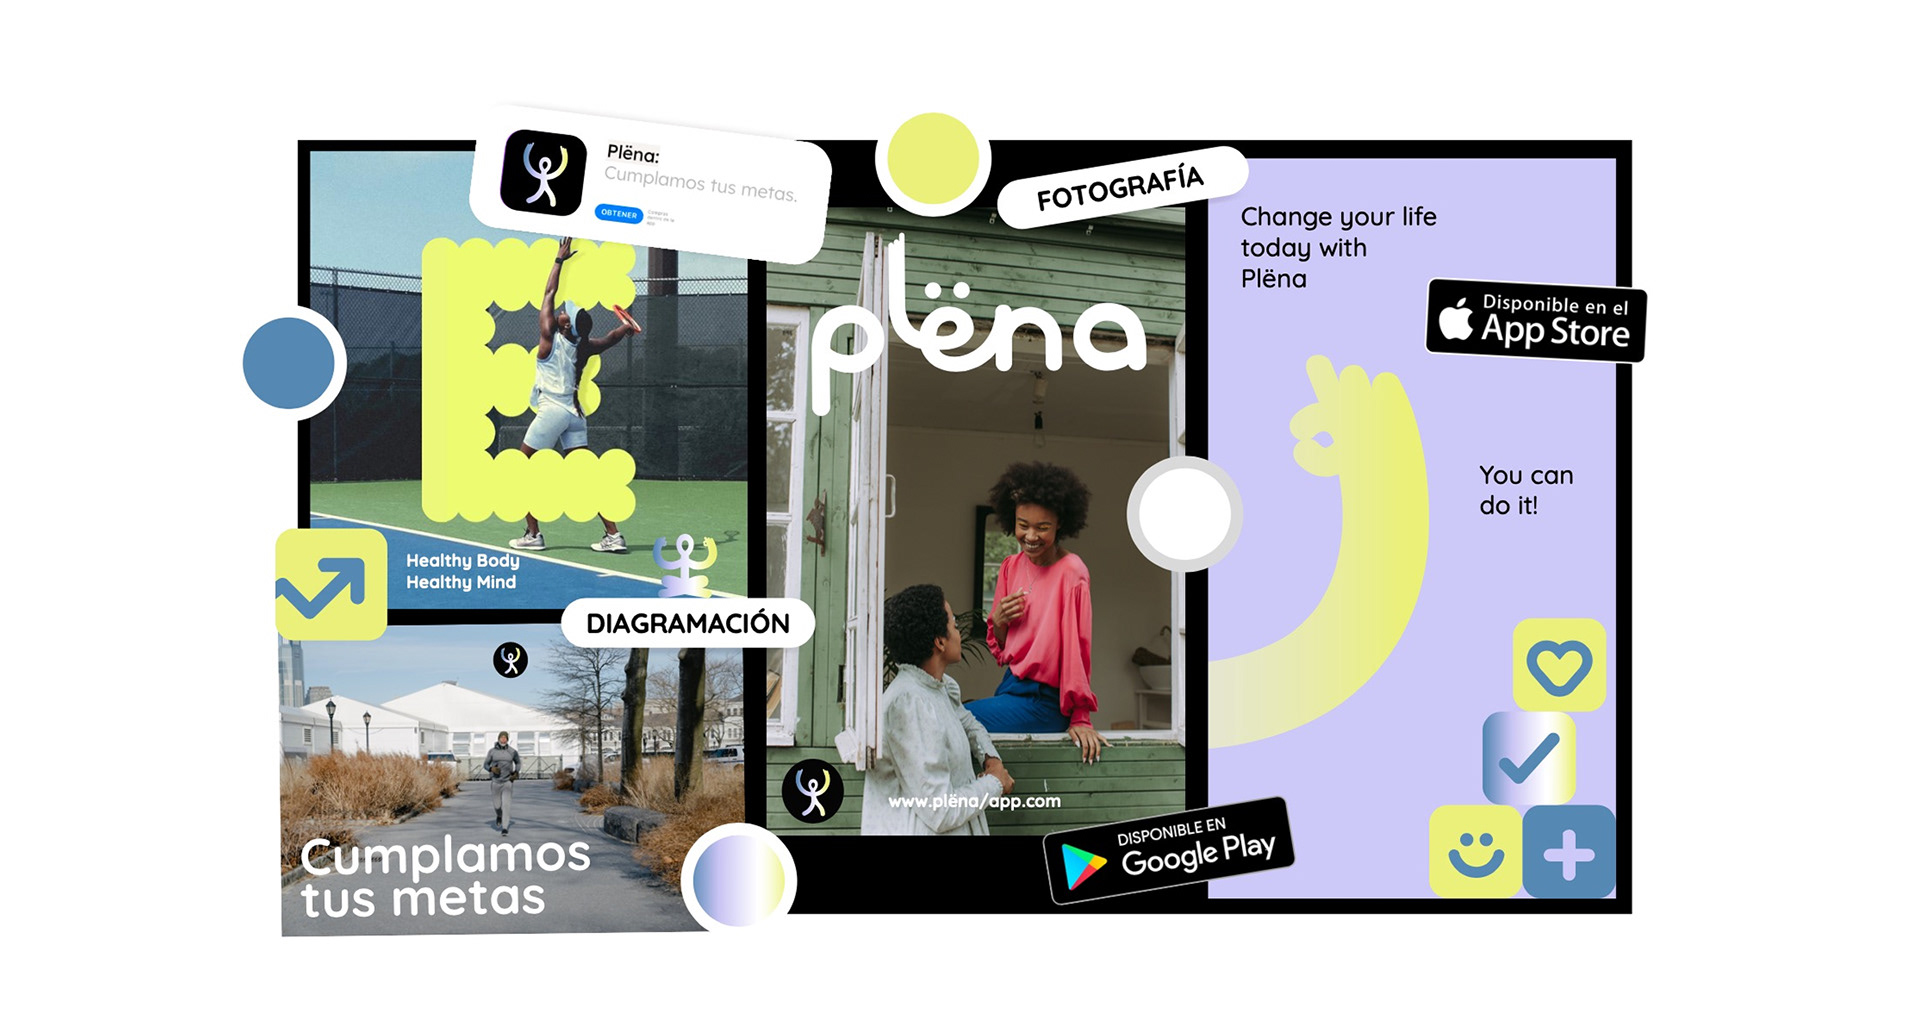 Plëna:
Cumplamos tus metas.
OBTENER
FOTOGRAFÍA
plëna
Change your life
today with
Plëna
Disponible en el
App Store
You can
do it!
E
Healthy Body
Healthy Mind
DIAGRAMACIÓN
Cumplamos
tus metas
www.plëna/app.com
DISPONIBLE EN
Google Play